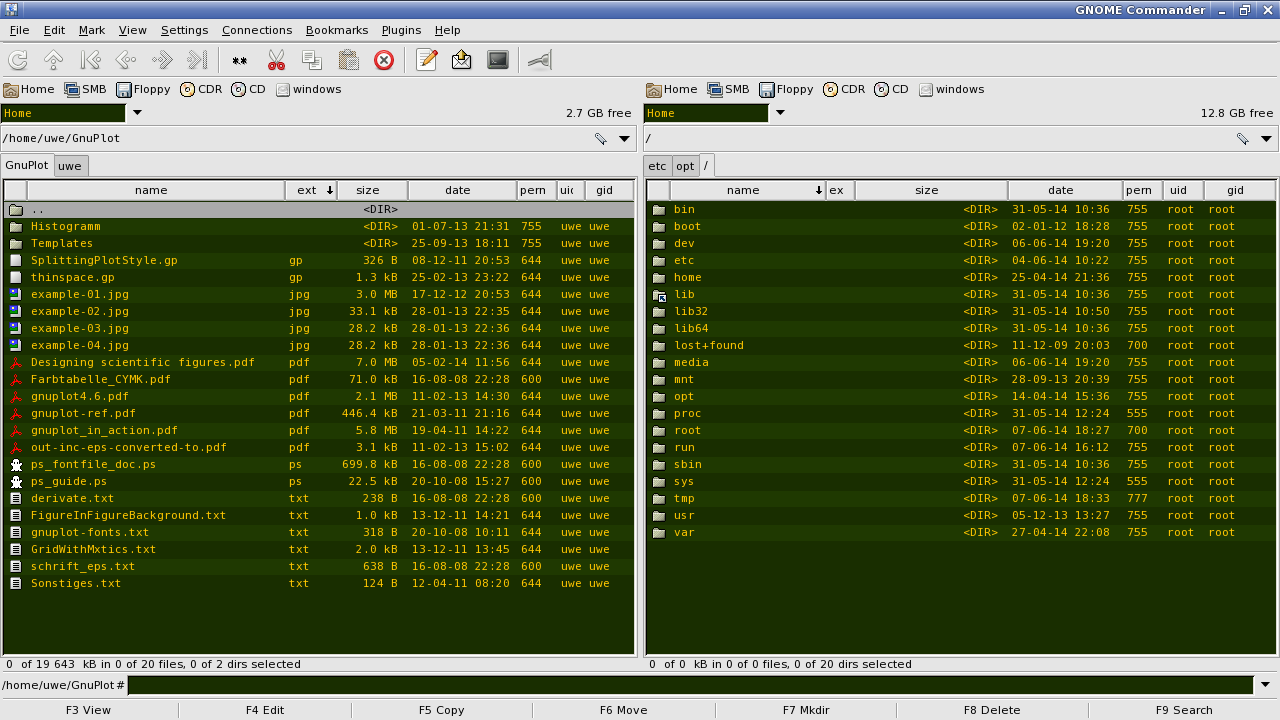 GNOME Commander
File Edit Mark View Settings Connections Bookmarks Plugins Help
Home SMB Floppy CDR CD windows
Home 2.7 GB free
/home/uwe/GnuPlot
GnuPlot uwe
name ext size date perm uid gid
.. <DIR>
Histogramm <DIR> 01-07-13 21:31 755 uwe uwe
Templates <DIR> 25-09-13 18:11 755 uwe uwe
SplittingPlotStyle.gp gp 326 B 08-12-11 20:53 644 uwe uwe
thinspace.gp gp 1.3 kB 25-02-13 23:22 644 uwe uwe
example-01.jpg jpg 3.0 MB 17-12-12 20:53 644 uwe uwe
example-02.jpg jpg 33.1 kB 28-01-13 22:35 644 uwe uwe
example-03.jpg jpg 28.2 kB 28-01-13 22:36 644 uwe uwe
example-04.jpg jpg 28.2 kB 28-01-13 22:36 644 uwe uwe
Designing scientific figures.pdf pdf 7.0 MB 05-02-14 11:56 644 uwe uwe
Farbtabelle_CYMK.pdf pdf 71.0 kB 16-08-08 22:28 600 uwe uwe
gnuplot4.6.pdf pdf 2.1 MB 11-02-13 14:30 644 uwe uwe
gnuplot-ref.pdf pdf 446.4 kB 21-03-11 21:16 644 uwe uwe
gnuplot_in_action.pdf pdf 5.8 MB 19-04-11 14:22 644 uwe uwe
out-inc-eps-converted-to.pdf pdf 3.1 kB 11-02-13 15:02 644 uwe uwe
ps_fontfile_doc.ps ps 699.8 kB 16-08-08 22:28 600 uwe uwe
ps_guide.ps ps 22.5 kB 20-10-08 15:27 600 uwe uwe
derivate.txt txt 238 B 16-08-08 22:28 600 uwe uwe
FigureInFigureBackground.txt txt 1.0 kB 13-12-11 14:21 644 uwe uwe
gnuplot-fonts.txt txt 318 B 20-10-08 10:11 644 uwe uwe
GridWithMxtics.txt txt 2.0 kB 13-12-11 13:45 644 uwe uwe
schrift_eps.txt txt 638 B 16-08-08 22:28 600 uwe uwe
Sonstiges.txt txt 124 B 12-04-11 08:20 644 uwe uwe
0 of 19 643 kB in 0 of 20 files, 0 of 2 dirs selected
Home SMB Floppy CDR CD windows
Home 12.8 GB free
/
etc opt /
name ex size date perm uid gid
bin <DIR> 31-05-14 10:36 755 root root
boot <DIR> 02-01-12 18:28 755 root root
dev <DIR> 06-06-14 19:20 755 root root
etc <DIR> 04-06-14 10:22 755 root root
home <DIR> 25-04-14 21:36 755 root root
lib <DIR> 31-05-14 10:36 755 root root
lib32 <DIR> 31-05-14 10:50 755 root root
lib64 <DIR> 31-05-14 10:36 755 root root
lost+found <DIR> 11-12-09 20:03 700 root root
media <DIR> 06-06-14 19:20 755 root root
mnt <DIR> 28-09-13 20:39 755 root root
opt <DIR> 14-04-14 15:36 755 root root
proc <DIR> 31-05-14 12:24 555 root root
root <DIR> 07-06-14 18:27 700 root root
run <DIR> 07-06-14 16:12 755 root root
sbin <DIR> 31-05-14 10:36 755 root root
sys <DIR> 31-05-14 12:24 555 root root
tmp <DIR> 07-06-14 18:33 777 root root
usr <DIR> 05-12-13 13:27 755 root root
var <DIR> 27-04-14 22:08 755 root root
0 of 0 kB in 0 of 0 files, 0 of 20 dirs selected
/home/uwe/GnuPlot #
F3 View F4 Edit F5 Copy F6 Move F7 Mkdir F8 Delete F9 Search